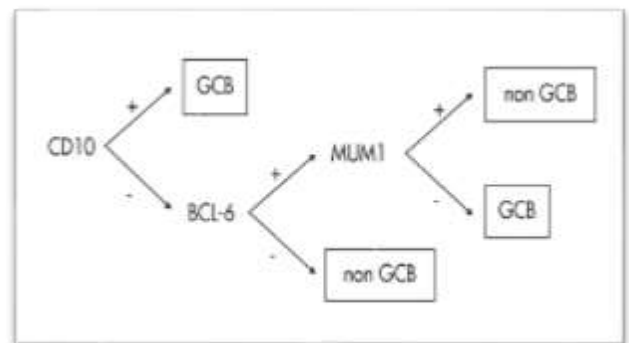 GCB
non GCB
+
+
CD10
MUM1
+
-
-
BCL-6
GCB
-
non GCB